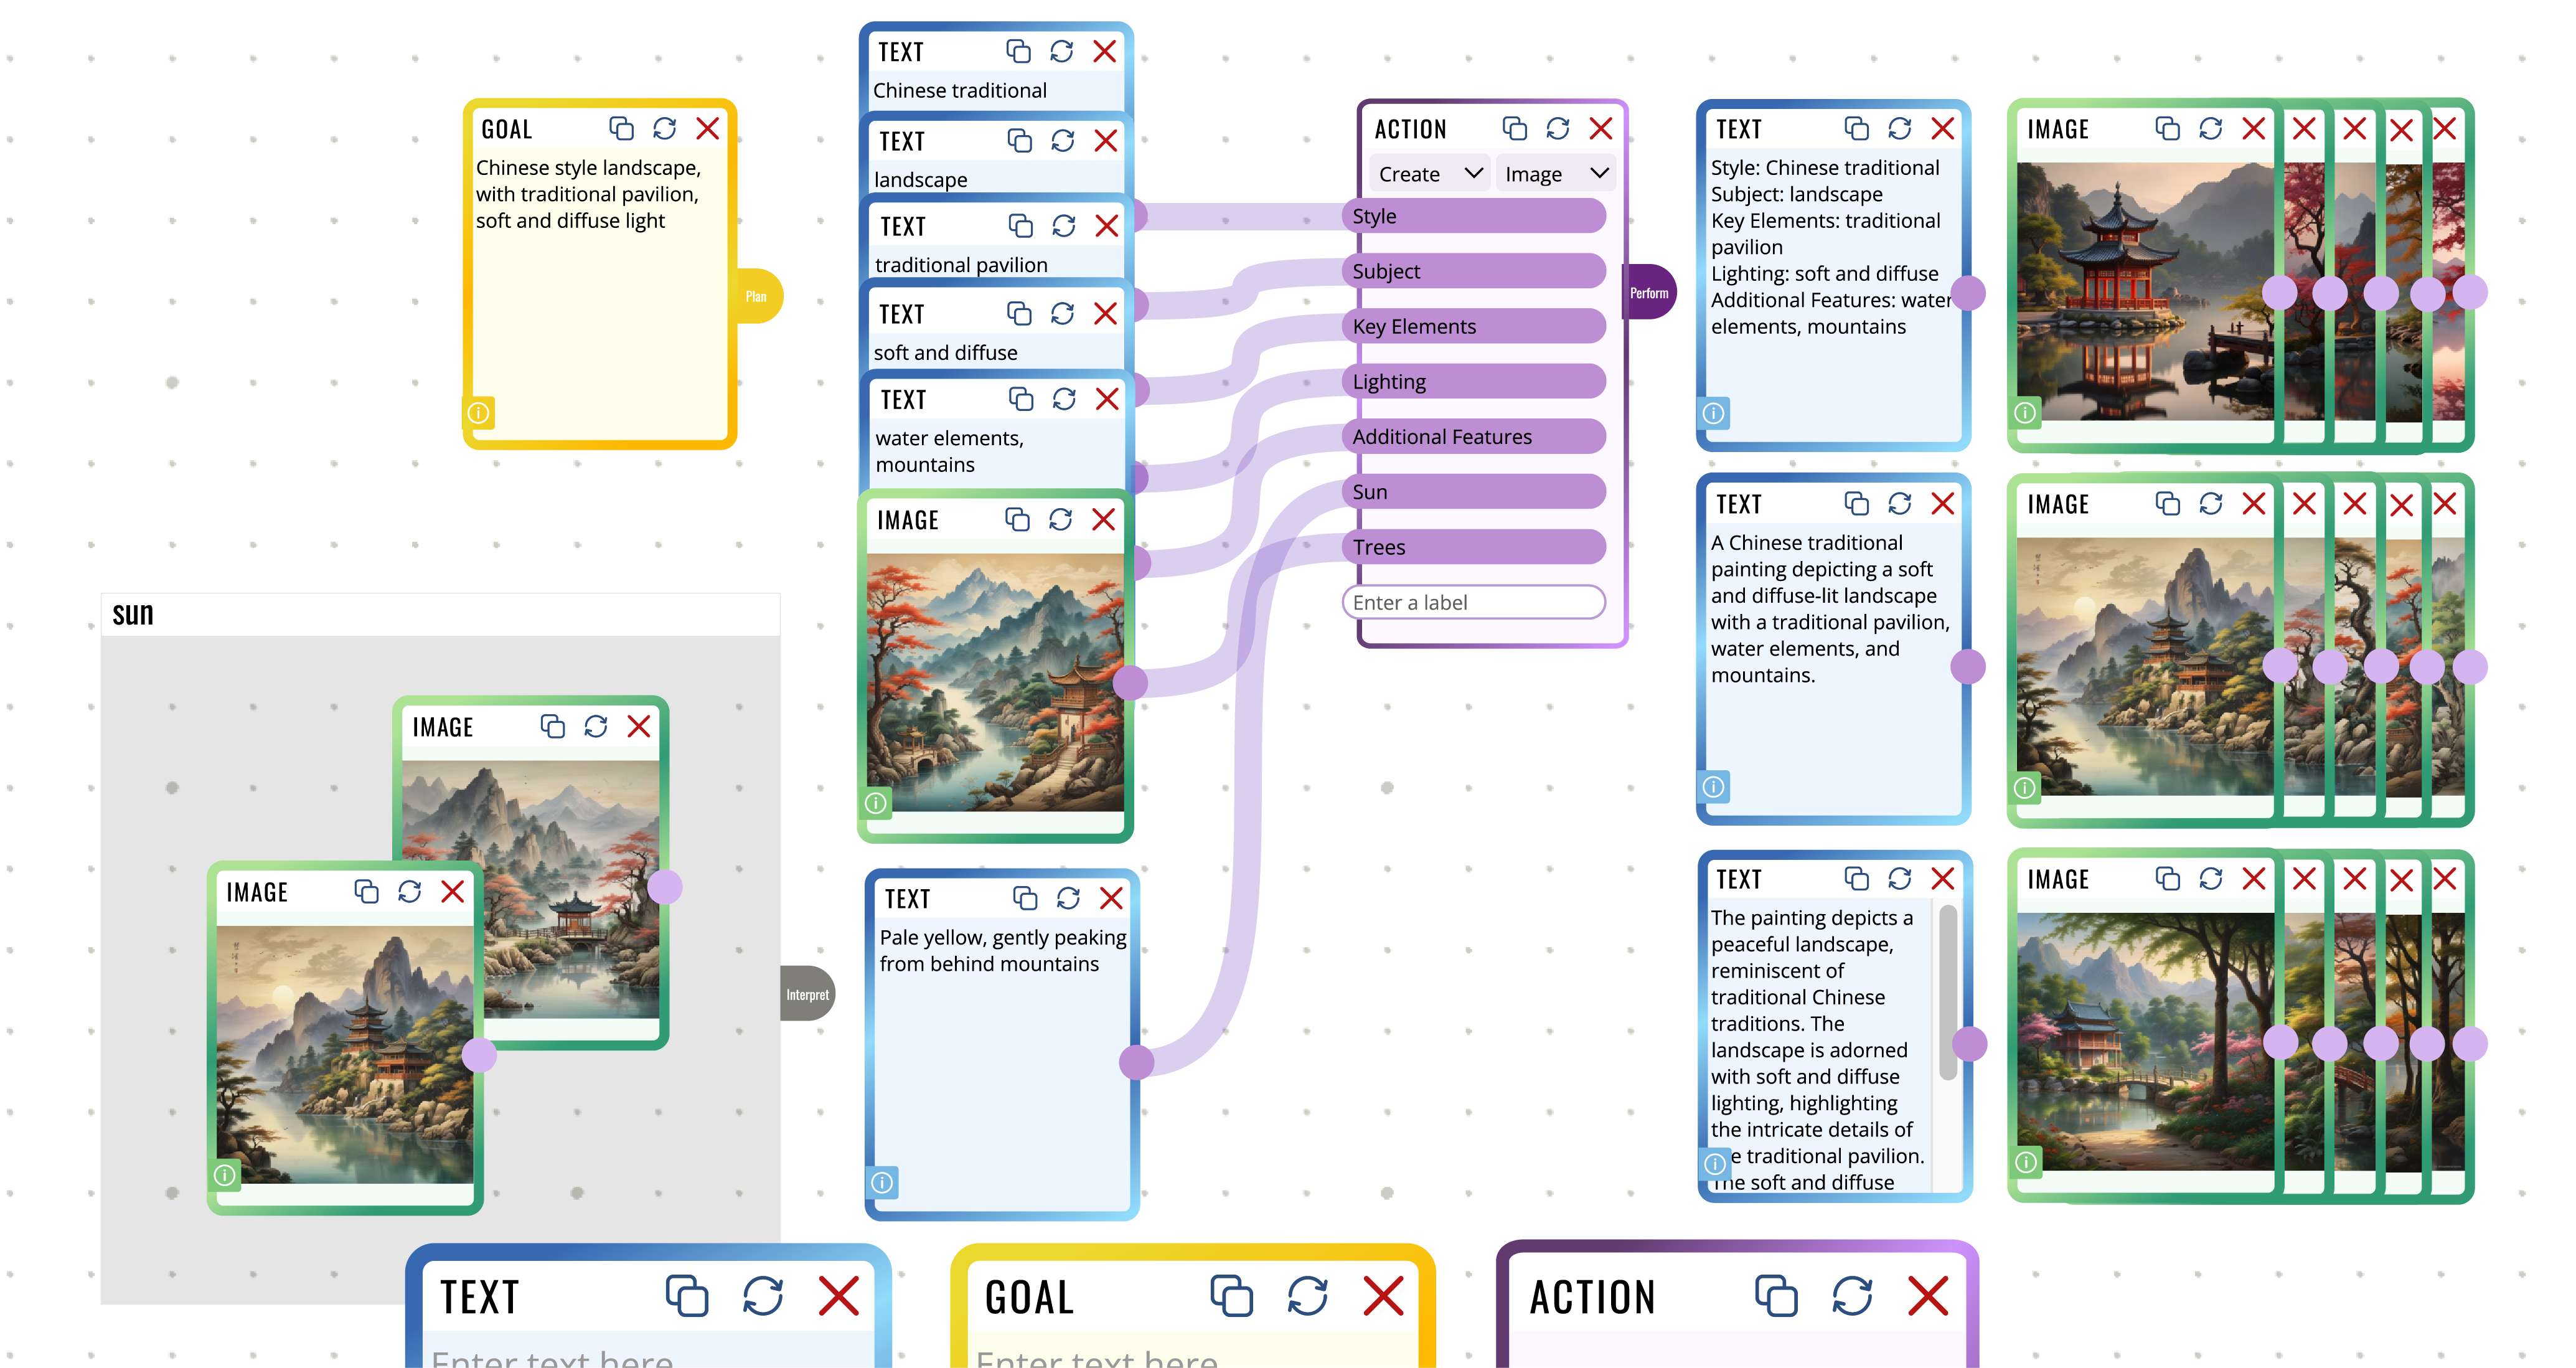 GOAL
Chinese style landscape,
with traditional pavilion,
soft and diffuse light
Plan
TEXT
Chinese traditional
TEXT
landscape
TEXT
traditional pavilion
TEXT
soft and diffuse
TEXT
water elements,
mountains
IMAGE
ACTION
Create
Image
Style
Subject
Key Elements
Lighting
Additional Features
Sun
Trees
Enter a label
Perform
TEXT
Style: Chinese traditional
Subject: landscape
Key Elements: traditional
pavilion
Lighting: soft and diffuse
Additional Features: water
elements, mountains
IMAGE
TEXT
A Chinese traditional
painting depicting a soft
and diffuse-lit landscape
with a traditional pavilion,
water elements, and
mountains.
IMAGE
TEXT
The painting depicts a
peaceful landscape,
reminiscent of
traditional Chinese
traditions. The
landscape is adorned
with soft and diffuse
lighting, highlighting
the intricate details of
traditional pavilion.
The soft and diffuse
IMAGE
sun
IMAGE
IMAGE
Interpret
TEXT
Pale yellow, gently peaking
from behind mountains
TEXT
Enter text here
GOAL
Enter text here
ACTION